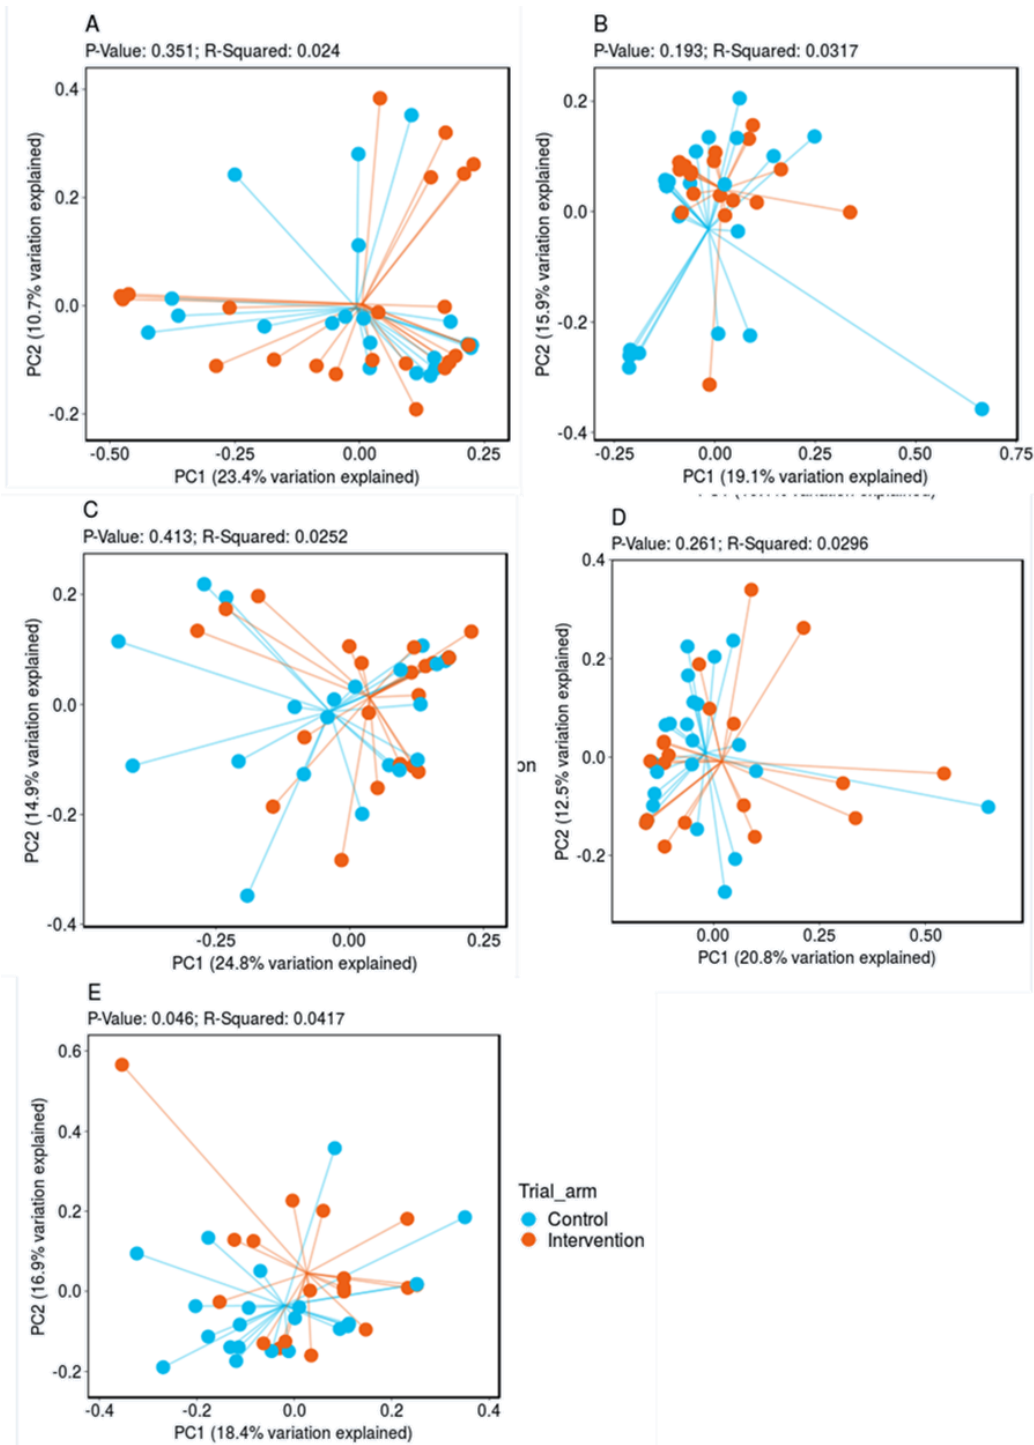 A
P-Value: 0.351; R-Squared: 0.024
0.4
0.2
0.0
-0.2
PC2 (10.7% variation explained)
-0.50
-0.25
0.00
0.25
PC1 (23.4% variation explained)
B
P-Value: 0.193; R-Squared: 0.0317
0.2
0.0
-0.2
-0.4
PC2 (15.9% variation explained)
-0.25
0.00
0.25
0.50
0.75
PC1 (19.1% variation explained)
C
P-Value: 0.413; R-Squared: 0.0252
0.2
0.0
-0.2
-0.4
PC2 (14.9% variation explained)
-0.25
0.00
0.25
PC1 (24.8% variation explained)
on
D
P-Value: 0.261; R-Squared: 0.0296
0.4
0.2
0.0
-0.2
PC2 (12.5% variation explained)
0.00
0.25
0.50
PC1 (20.8% variation explained)
E
P-Value: 0.046; R-Squared: 0.0417
0.6
0.4
0.2
0.0
-0.2
PC2 (16.9% variation explained)
-0.4
-0.2
0.0
0.2
0.4
PC1 (18.4% variation explained)
Trial_arm
Control
Intervention